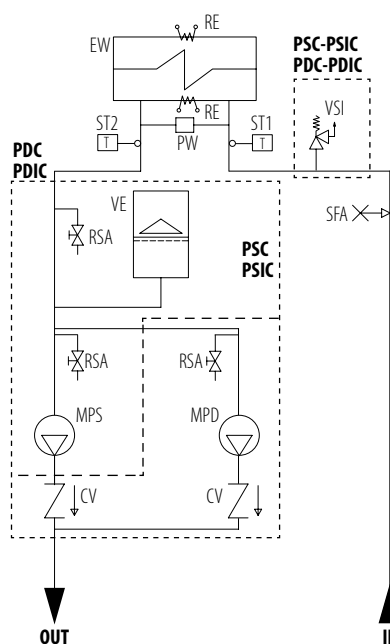 RE
EW
PSC-PSIC
PDC-PDIC
RE
VSI
ST2
T
PW
ST1
T
PDC
PDIC
VE
SFA
RSA
PSC
PSIC
RSA
RSA
MPS
MPD
CV
CV
OUT